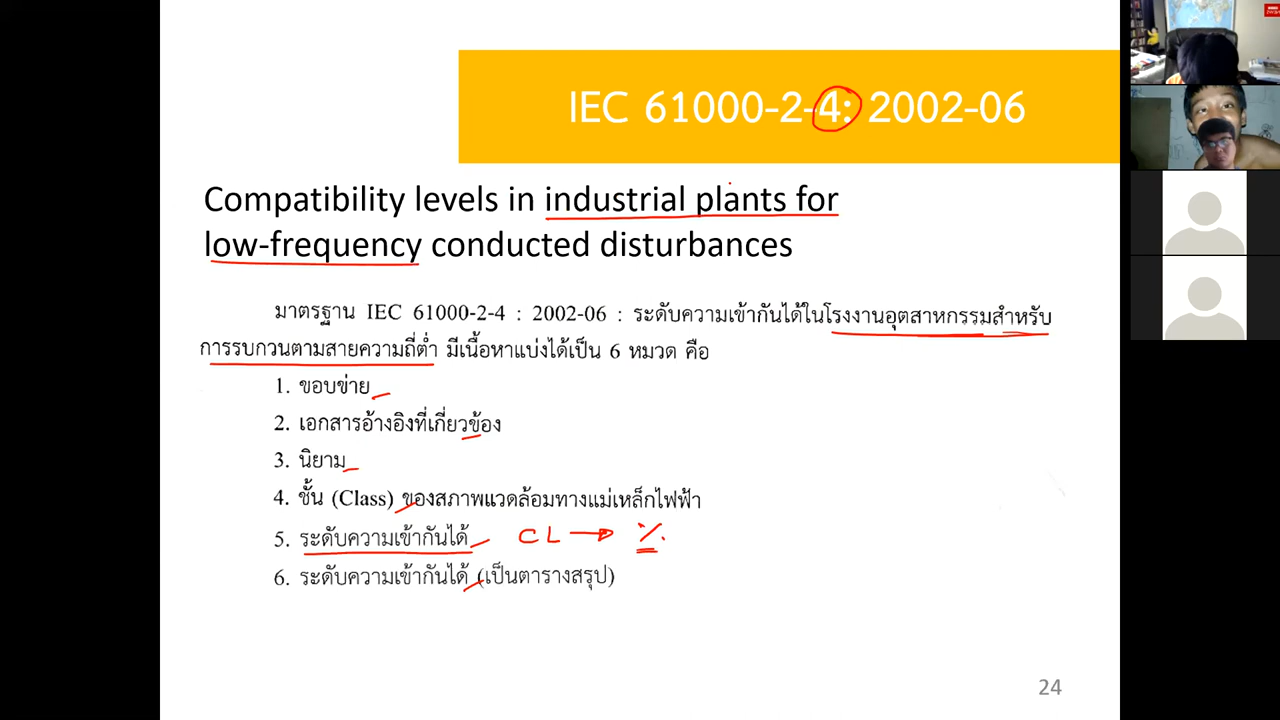 IEC 61000-2-4: 2002-06
Compatibility levels in industrial plants for
low-frequency conducted disturbances
มาตรฐาน IEC 61000-2-4 : 2002-06 : ระดับความเข้ากันได้ในโรงงานอุตสาหกรรมสำหรับ
การรบกวนตามสายความถี่ต่ำ มีเนื้อหาแบ่งได้เป็น 6 หมวด คือ
1. ขอบข่าย
2. เอกสารอ้างอิงที่เกี่ยวข้อง
3. นิยาม
4. ชั้น (Class) ของสภาพแวดล้อมทางแม่เหล็กไฟฟ้า
5. ระดับความเข้ากันได้ CL → %
6. ระดับความเข้ากันได้ (เป็นตารางสรุป)
24